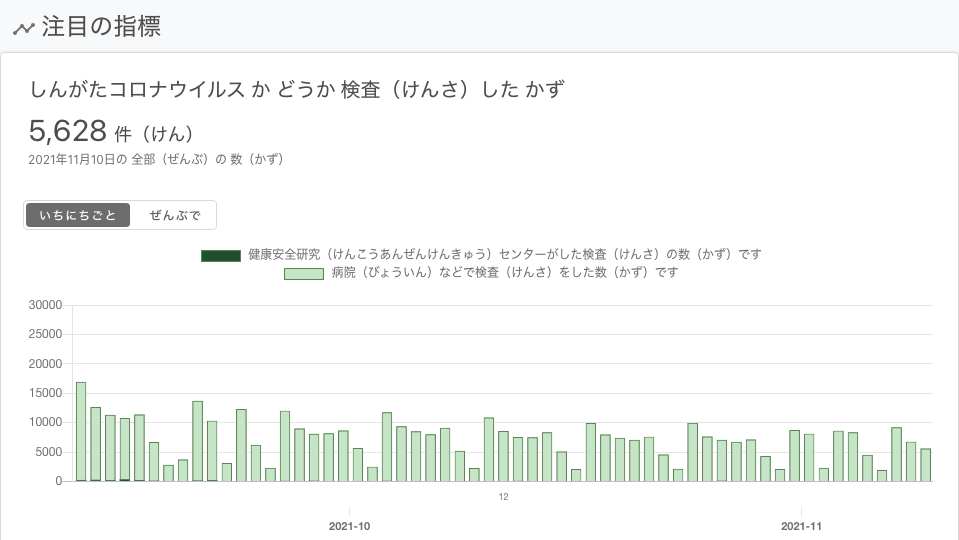 注目の指標
しんがたコロナウイルス か どうか 検査（けんさ）した かず
5,628 件（けん）
2021年11月10日の 全部（ぜんぶ）の 数（かず）
いちにちごと ぜんぶで
健康安全研究（けんこうあんぜんけんきゅう）センターがした検査（けんさ）の数（かず）です
病院（びょういん）などで検査（けんさ）をした数（かず）です
30000
25000
20000
15000
10000
5000
0
12
2021-10 2021-11